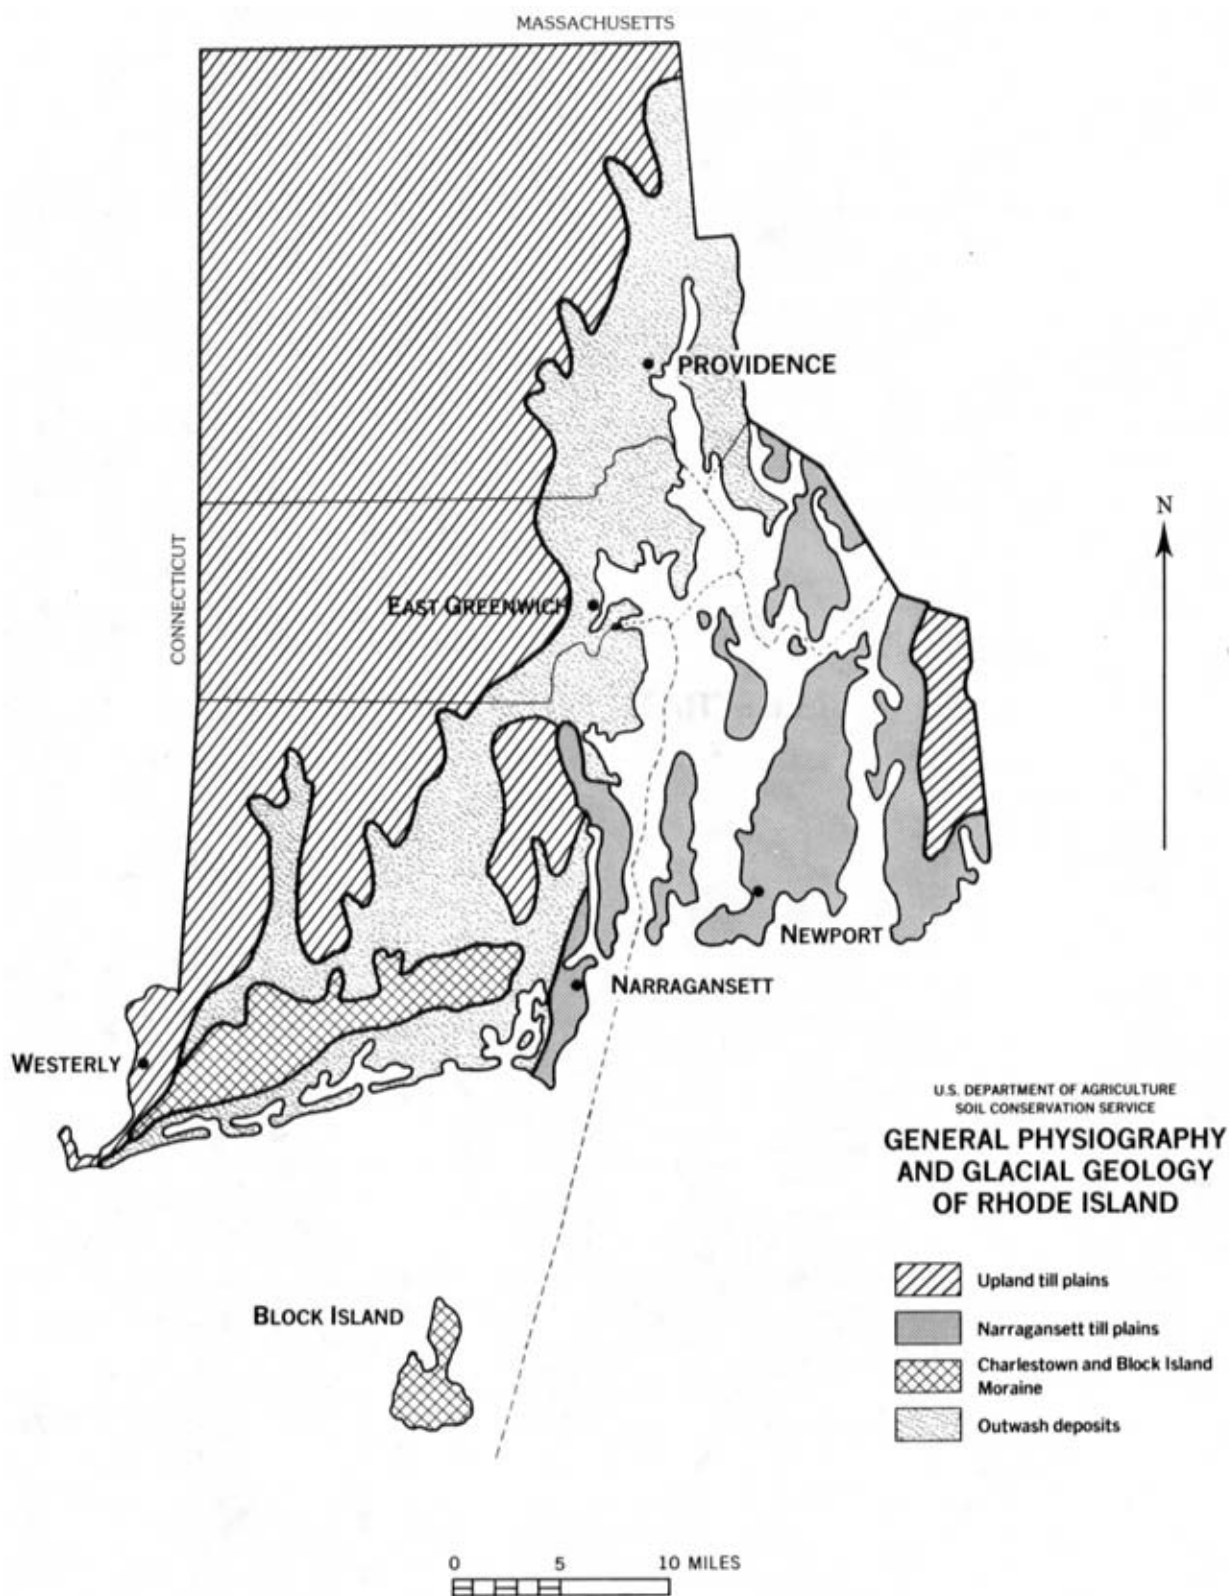 MASSACHUSETTS
PROVIDENCE
N
CONNECTICUT
EAST GREENWICH
NEWPORT
NARRAGANSETT
WESTERLY
U.S. DEPARTMENT OF AGRICULTURE
SOIL CONSERVATION SERVICE
GENERAL PHYSIOGRAPHY
AND GLACIAL GEOLOGY
OF RHODE ISLAND
Upland till plains
BLOCK ISLAND
Narragansett till plains
Charlestown and Block Island
Moraine
Outwash deposits
0 5 10 MILES